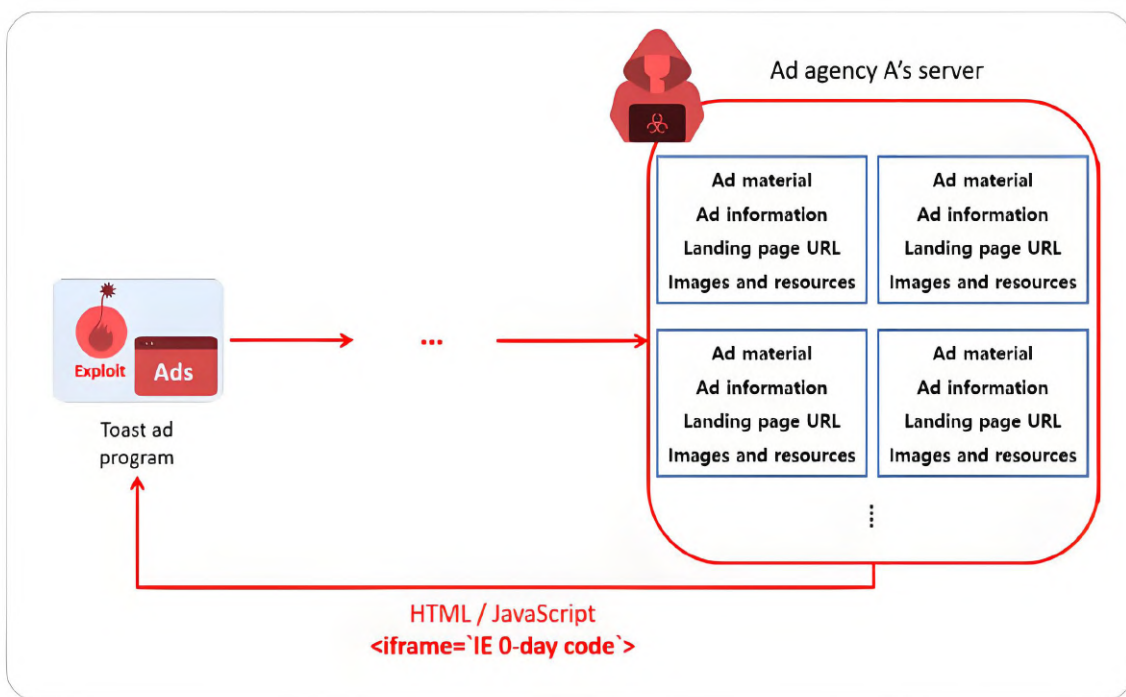 Ad agency A's server
Ad material
Ad information
Landing page URL
Images and resources
Ad material
Ad information
Landing page URL
Images and resources
Exploit
Ads
Toast ad
program
...
Ad material
Ad information
Landing page URL
Images and resources
Ad material
Ad information
Landing page URL
Images and resources
HTML / JavaScript
<iframe=`IE 0-day code`>